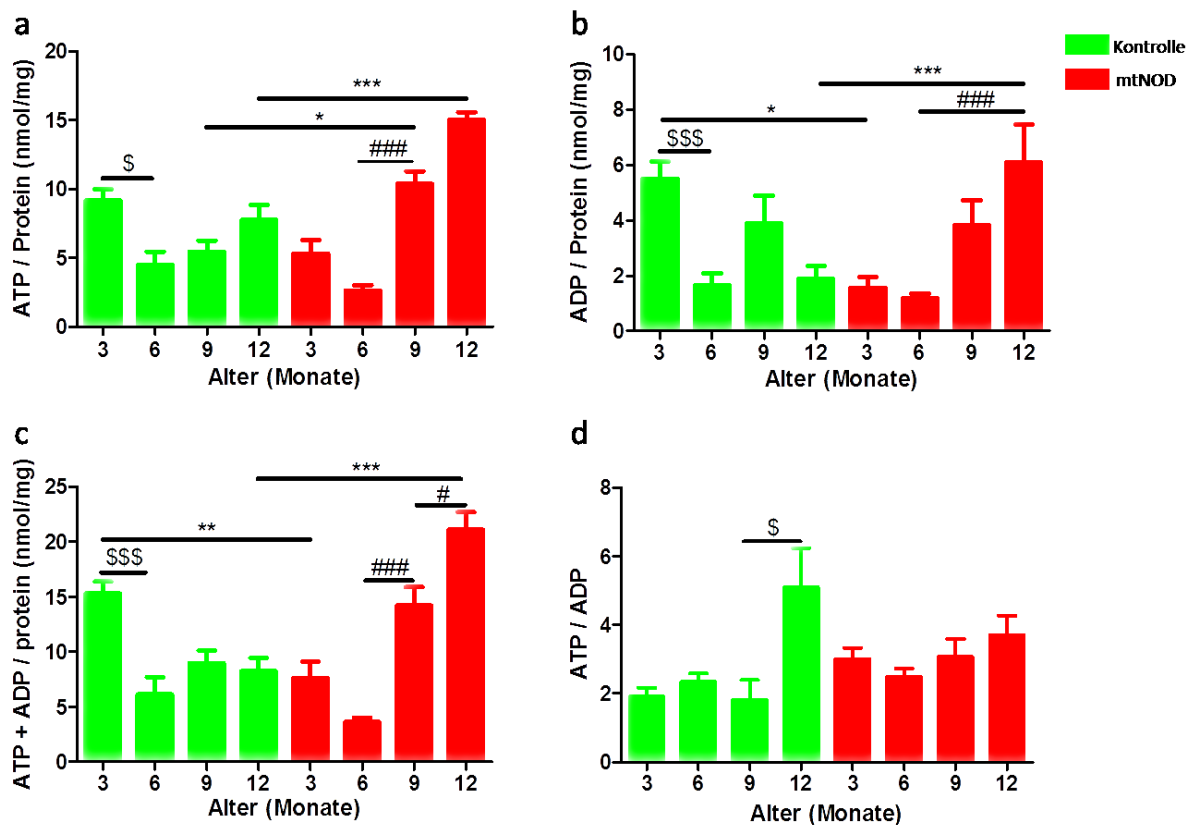 a
ATP / Protein (nmol/mg)
20
15
10
5
0
$
*
***
###
3 6 9 12 3 6 9 12
Alter (Monate)
b
ADP / Protein (nmol/mg)
10
8
6
4
2
0
$$$
*
***
###
3 6 9 12 3 6 9 12
Alter (Monate)
Kontrolle
mtNOD
c
ATP + ADP / protein (nmol/mg)
25
20
15
10
5
0
$$$
**
***
###
#
3 6 9 12 3 6 9 12
Alter (Monate)
d
ATP / ADP
8
6
4
2
0
$
3 6 9 12 3 6 9 12
Alter (Monate)